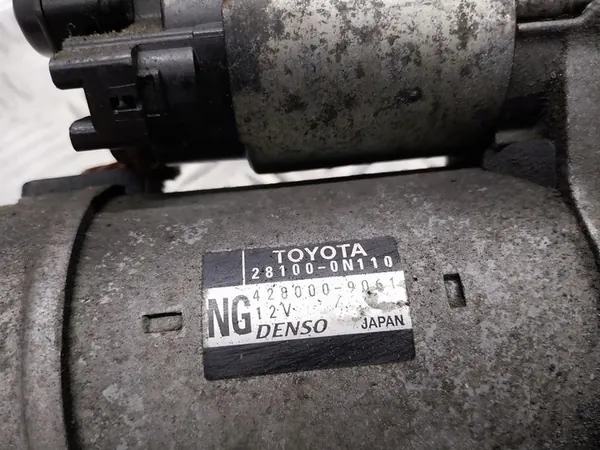 TOYOTA
28100-0N110
428000-9061
NG 12V
DENSO JAPAN